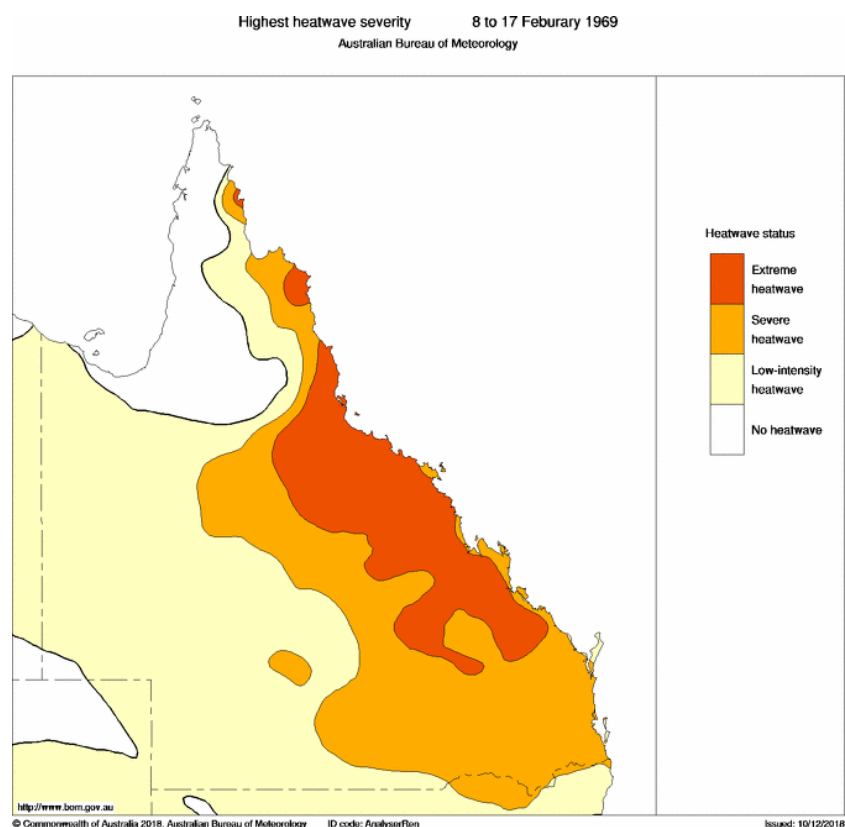 Highest heatwave severity 8 to 17 Feburary 1969
Australian Bureau of Meteorology
Heatwave status
Extreme
heatwave
Severe
heatwave
Low-intensity
heatwave
No heatwave
http://www.bom.gov.au
© Commonwealth of Australia 2018, Australian Bureau of Meteorology ID code: AnalyserRen Issued: 10/12/2018